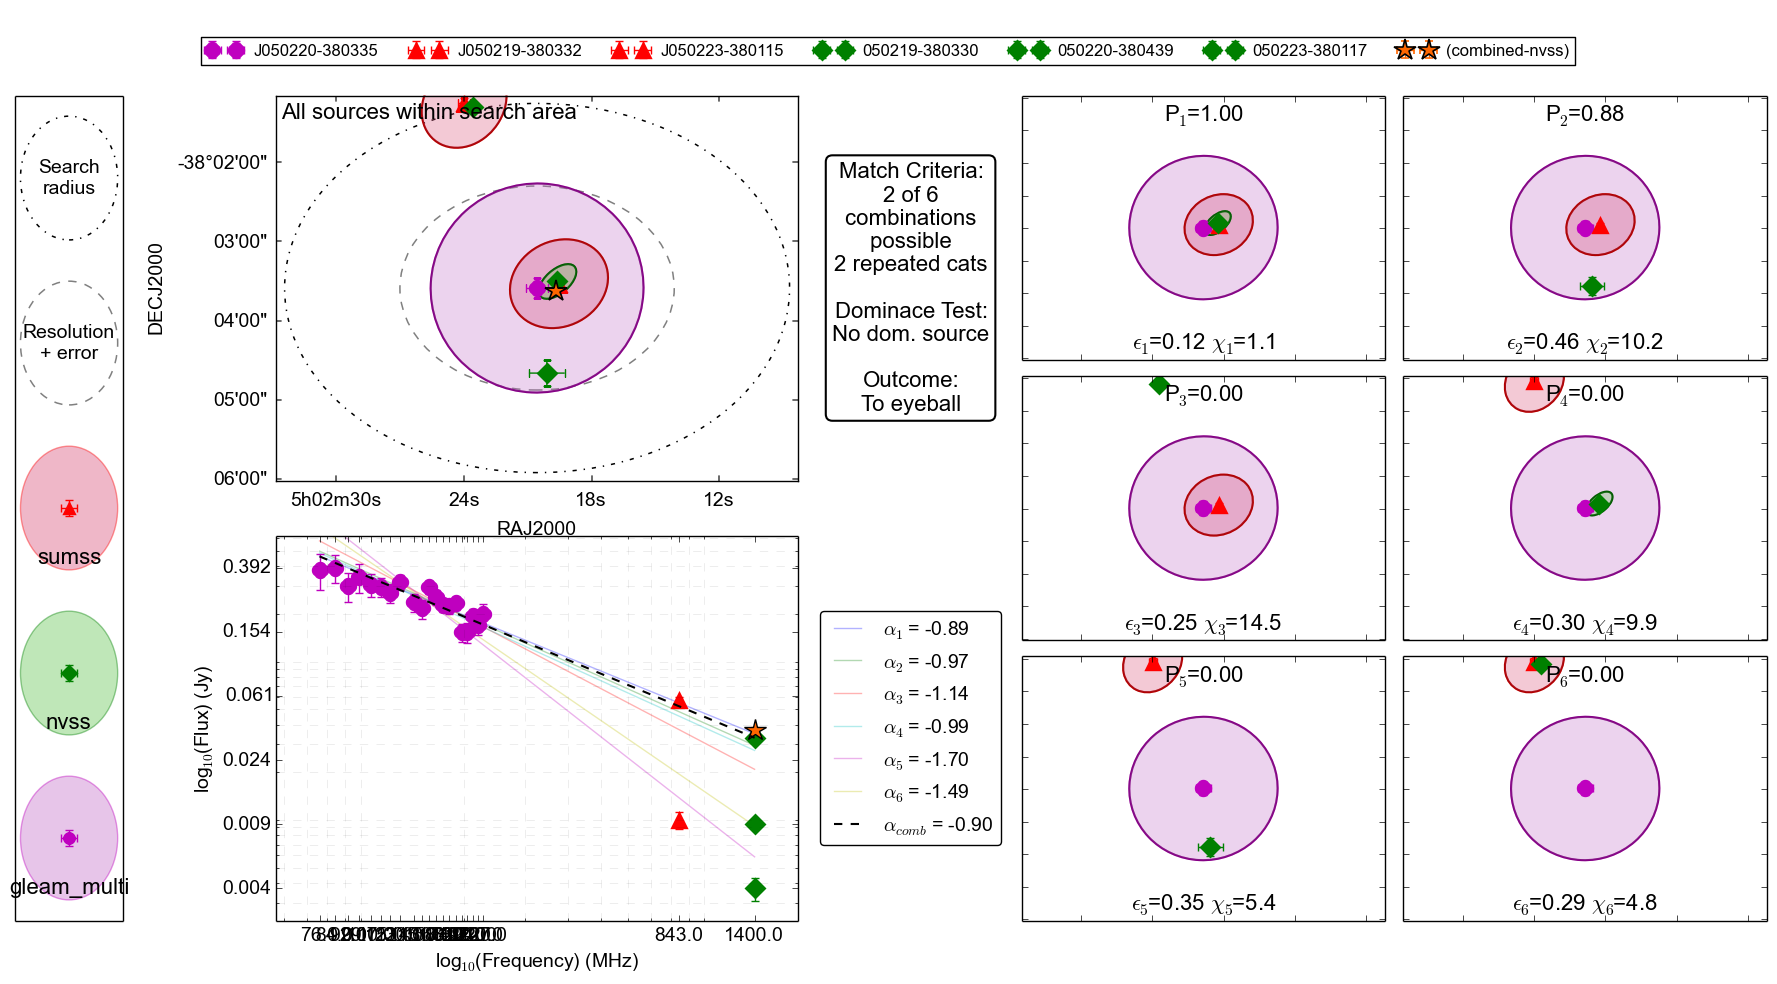 J050220-380335 J050219-380332 J050223-380115 050219-380330 050220-380439 050223-380117 (combined-nvss)
Search
radius
Resolution
+ error
sumss
nvss
gleam_multi
All sources within search area
DECJ2000
-38°02'00"
03'00"
04'00"
05'00"
06'00"
5h02m30s 24s 18s 12s
RAJ2000
Match Criteria:
2 of 6
combinations
possible
2 repeated cats
Dominace Test:
No dom. source
Outcome:
To eyeball
P1=1.00
ϵ1=0.12 χ1=1.1
P2=0.88
ϵ2=0.46 χ2=10.2
P3=0.00
ϵ3=0.25 χ3=14.5
P4=0.00
ϵ4=0.30 χ4=9.9
P5=0.00
ϵ5=0.35 χ5=5.4
P6=0.00
ϵ6=0.29 χ6=4.8
log10(Flux) (Jy)
0.392
0.154
0.061
0.024
0.009
0.004
843.0 1400.0
log10(Frequency) (MHz)
α1 = -0.89
α2 = -0.97
α3 = -1.14
α4 = -0.99
α5 = -1.70
α6 = -1.49
αcomb = -0.90